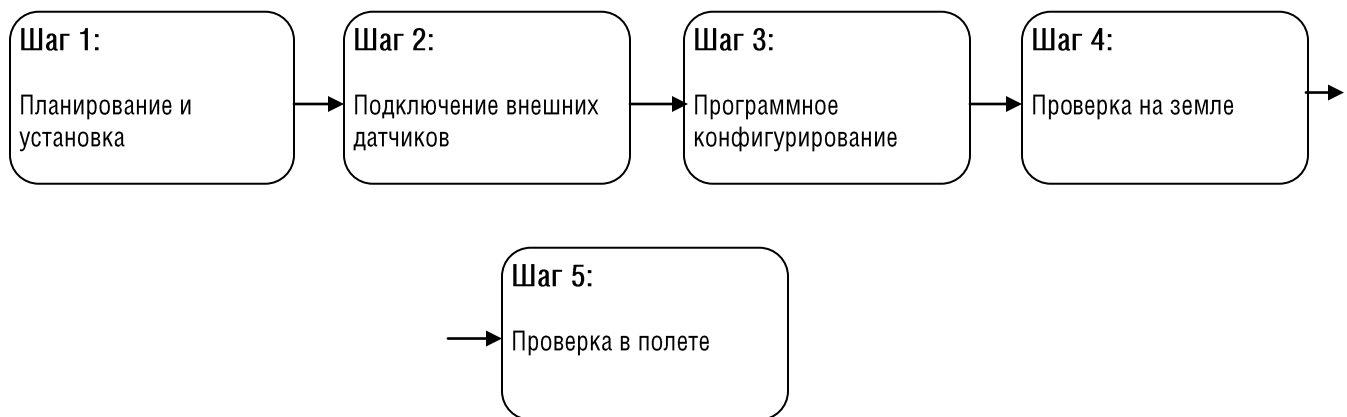 Шаг 1:
Планирование и
установка
Шаг 2:
Подключение внешних
датчиков
Шаг 3:
Программное
конфигурирование
Шаг 4:
Проверка на земле
Шаг 5:
Проверка в полете